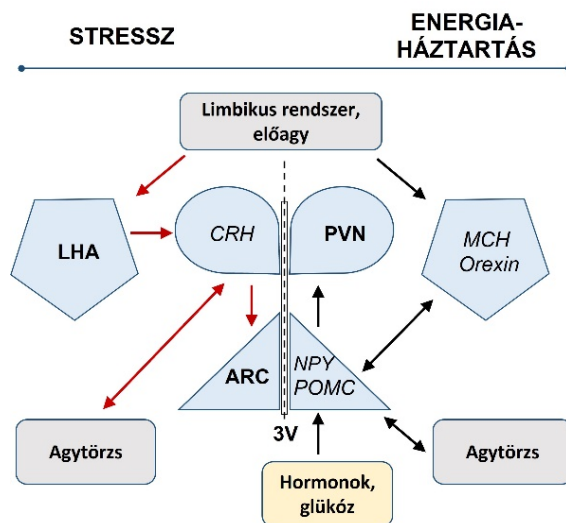 STRESSZ
ENERGIA-
HÁZTARTÁS
Limbikus rendszer,
előagy
LHA
CRH
PVN
MCH
Orexin
ARC
NPY
POMC
3V
Agytörzs
Hormonok,
glükóz
Agytörzs